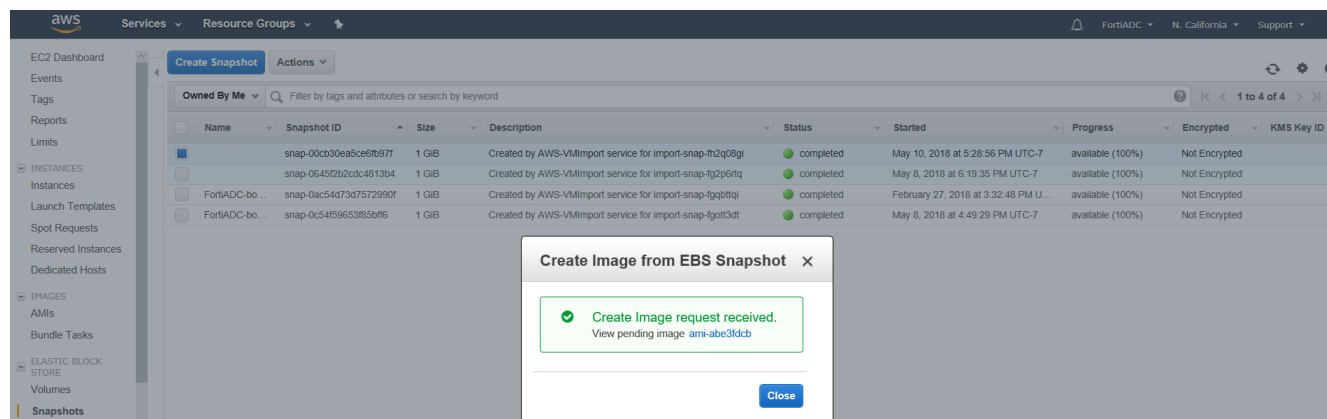 aws Services Resource Groups FortiADC N. California Support
EC2 Dashboard
Events
Tags
Reports
Limits
INSTANCES
Instances
Launch Templates
Spot Requests
Reserved Instances
Dedicated Hosts
IMAGES
AMIs
Bundle Tasks
ELASTIC BLOCK
STORE
Volumes
Snapshots
Create Snapshot Actions
Owned By Me Filter by tags and attributes or search by keyword 1 to 4 of 4
Name Snapshot ID Size Description Status Started Progress Encrypted KMS Key ID
snap-00cb30ea5ce6fb97f 1 GiB Created by AWS-VMImport service for import-snap-fh2q08gi completed May 10, 2018 at 5:28:56 PM UTC-7 available (100%) Not Encrypted
snap-0645f2b2cdc4813b4 1 GiB Created by AWS-VMImport service for import-snap-fg2p6rtq completed May 8, 2018 at 6:19:35 PM UTC-7 available (100%) Not Encrypted
FortiADC-bo... snap-0ac54d73d7572990f 1 GiB Created by AWS-VMImport service for import-snap-fgqbttqi completed February 27, 2018 at 3:32:48 PM U... available (100%) Not Encrypted
FortiADC-bo... snap-0c54f59653f85bff6 1 GiB Created by AWS-VMImport service for import-snap-fgott3dt completed May 8, 2018 at 4:49:29 PM UTC-7 available (100%) Not Encrypted
Create Image from EBS Snapshot
Create Image request received.
View pending image ami-abe3fdcb
Close